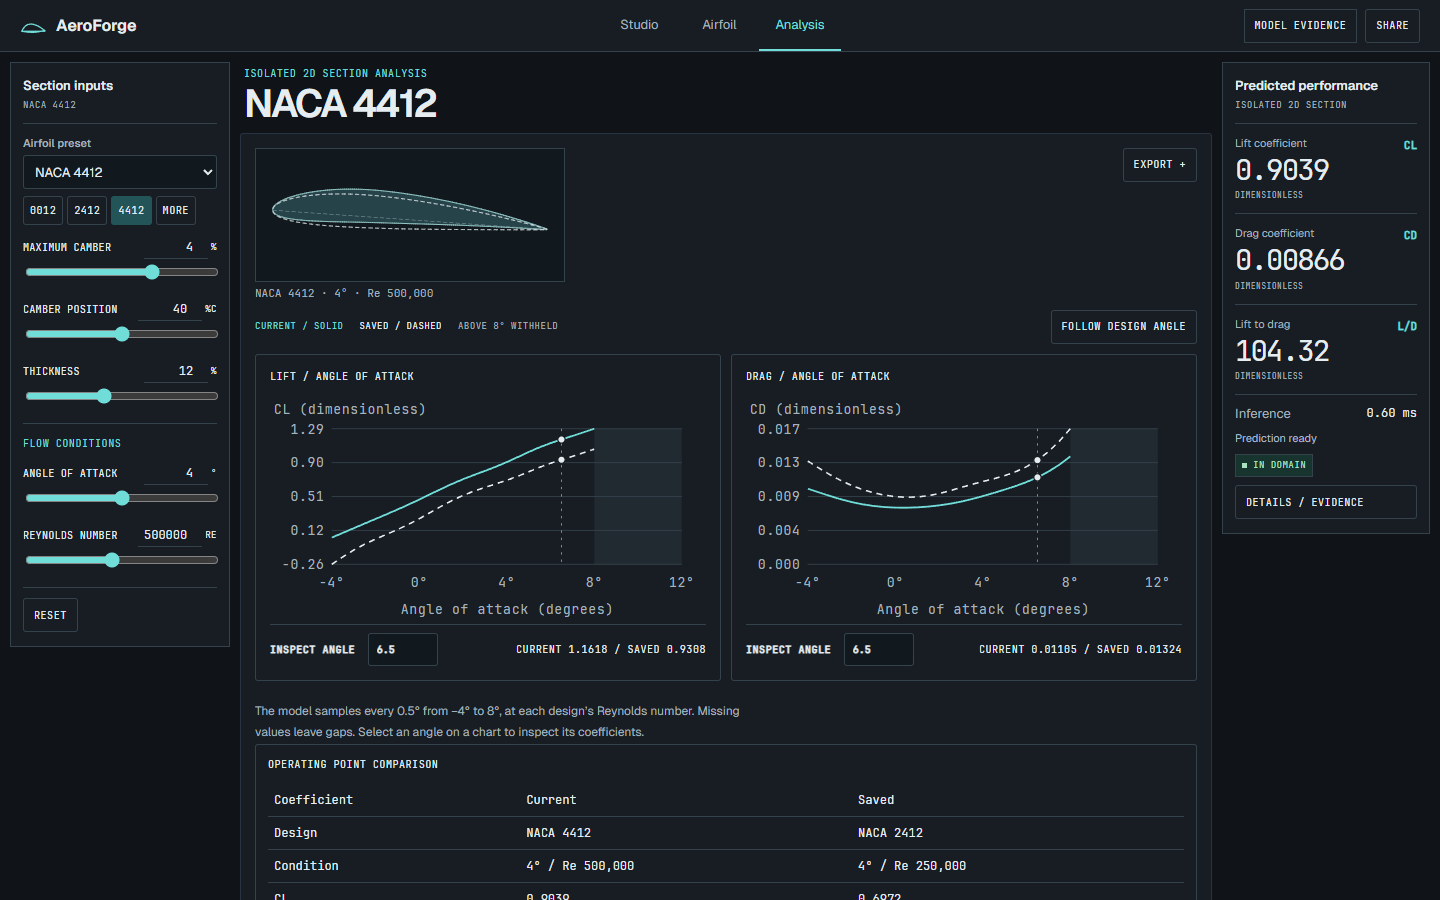 AeroForge
Studio
Airfoil
Analysis
MODEL EVIDENCE
SHARE
Section inputs
NACA 4412
Airfoil preset
NACA 4412
0012
2412
4412
MORE
MAXIMUM CAMBER 4 %
CAMBER POSITION 40 %C
THICKNESS 12 %
FLOW CONDITIONS
ANGLE OF ATTACK 4 °
REYNOLDS NUMBER 500000 RE
RESET
ISOLATED 2D SECTION ANALYSIS
NACA 4412
EXPORT +
NACA 4412 · 4° · Re 500,000
CURRENT / SOLID SAVED / DASHED ABOVE 8° WITHHELD
FOLLOW DESIGN ANGLE
LIFT / ANGLE OF ATTACK
CL (dimensionless)
1.29
0.90
0.51
0.12
-0.26
-4° 0° 4° 8° 12°
Angle of attack (degrees)
INSPECT ANGLE 6.5 CURRENT 1.1618 / SAVED 0.9308
DRAG / ANGLE OF ATTACK
CD (dimensionless)
0.017
0.013
0.009
0.004
0.000
-4° 0° 4° 8° 12°
Angle of attack (degrees)
INSPECT ANGLE 6.5 CURRENT 0.01105 / SAVED 0.01324
The model samples every 0.5° from −4° to 8°, at each design's Reynolds number. Missing
values leave gaps. Select an angle on a chart to inspect its coefficients.
OPERATING POINT COMPARISON
Coefficient Current Saved
Design NACA 4412 NACA 2412
Condition 4° / Re 500,000 4° / Re 250,000
CL 0.9039 0.6972
Predicted performance
ISOLATED 2D SECTION
Lift coefficient CL
0.9039
DIMENSIONLESS
Drag coefficient CD
0.00866
DIMENSIONLESS
Lift to drag L/D
104.32
DIMENSIONLESS
Inference 0.60 ms
Prediction ready
IN DOMAIN
DETAILS / EVIDENCE